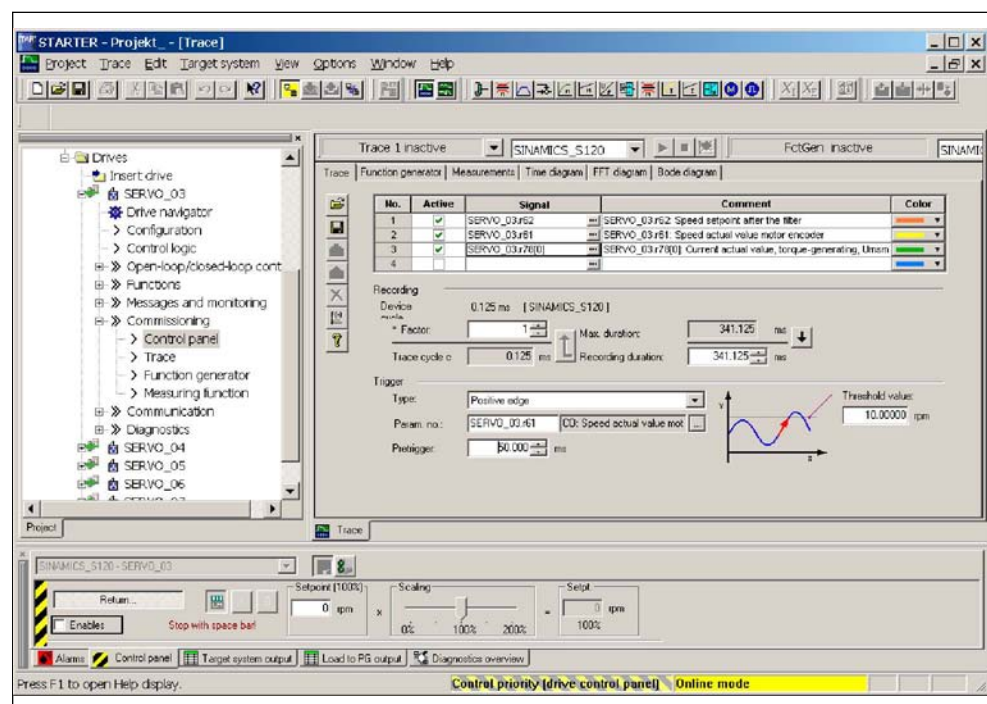 STARTER - Projekt_ - [Trace]
Project Trace Edit Target system View Options Window Help
Drives
Insert drive
SERVO_03
Drive navigator
Configuration
Control logic
Open-loop/closed-loop cont
Functions
Messages and monitoring
Commissioning
Control panel
Trace
Function generator
Measuring function
Communication
Diagnostics
SERVO_04
SERVO_05
SERVO_06
Project
Trace 1 inactive SINAMICS_S120 FctGen inactive SINAMI
Trace Function generator Measurements Time diagram FFT diagram Bode diagram
No. Active Signal Comment Color
1 SERVO_03.r62 SERVO_03.r62: Speed setpoint after the filter
2 SERVO_03.r61 SERVO_03.r61: Speed actual value motor encoder
3 SERVO_03.r78[0] SERVO_03.r78[0]: Current actual value, torque-generating, Unsm
4
Recording
Device 0.125 ms [SINAMICS_S120]
* Factor: 1 Max. duration: 341.125 ms
Trace cycle c 0.125 ms Recording duration: 341.125 ms
Trigger
Type: Positive edge
Param. no.: SERVO_03.r61 CO: Speed actual value mot ...
Pretrigger: 50.000 ms
Y
X
Threshold value:
10.00000 rpm
Trace
SINAMICS_S120 - SERVO_03
Return...
Enables Stop with space bar!
Setpoint (100%)
0 rpm x
Scaling
0% 100% 200%
=
Setpt.
0 rpm
100%
Alarms Control panel Target system output Load to PG output Diagnostics overview
Press F1 to open Help display. Control priority [drive control panel] Online mode